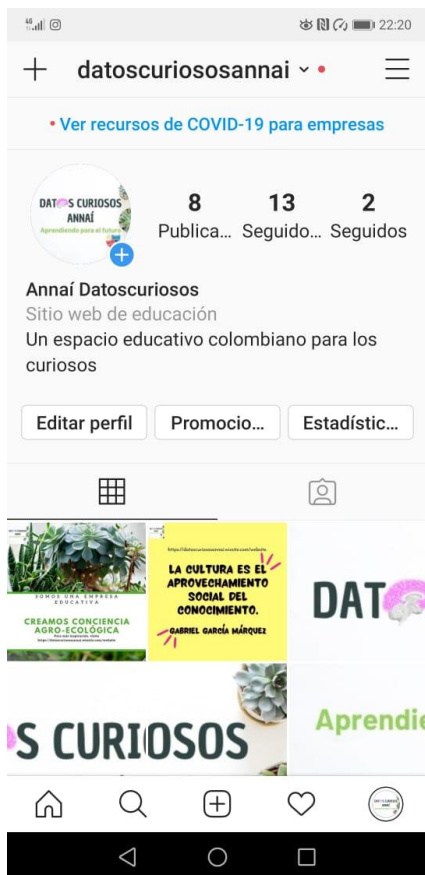 4G
22:20
datoscuriososannai
Ver recursos de COVID-19 para empresas
DATOS CURIOSOS
ANNAÍ
Aprendiendo para el futuro
8
13
2
Publica...
Seguido...
Seguidos
Annaí Datoscuriosos
Sitio web de educación
Un espacio educativo colombiano para los
curiosos
Editar perfil
Promocio...
Estadístic...
SOMOS UNA EMPRESA
EDUCATIVA
CREAMOS CONCIENCIA
AGRO-ECOLÓGICA
LA CULTURA ES EL
APROVECHAMIENTO
SOCIAL DEL
CONOCIMIENTO.
GABRIEL GARCÍA MÁRQUEZ
DAT
S CURIOSOS
Aprendie